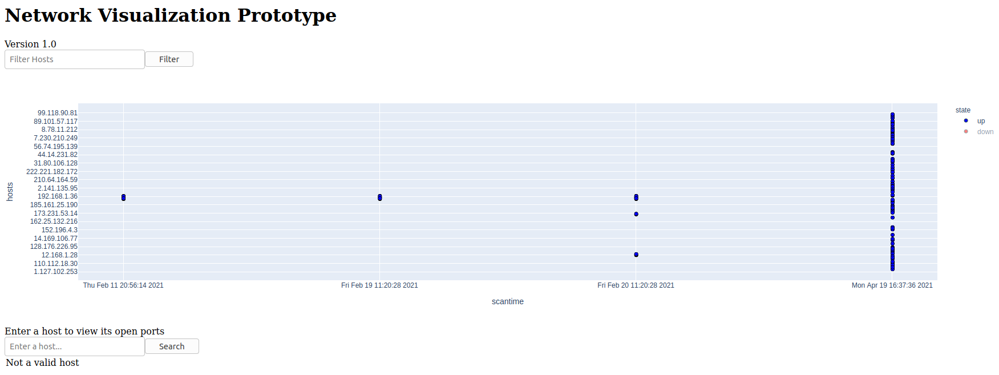 Network Visualization Prototype
Version 1.0
Filter Hosts
Filter
state
up
down
hosts
99.118.90.81
89.101.57.117
8.78.11.212
7.230.210.249
56.74.195.139
44.14.231.82
31.80.106.128
222.221.182.172
210.64.164.59
2.141.135.95
192.168.1.36
185.161.25.190
173.231.53.14
162.25.132.216
152.196.4.3
14.169.106.77
128.176.226.95
12.168.1.28
110.112.18.30
1.127.102.253
Thu Feb 11 20:56:14 2021
Fri Feb 19 11:20:28 2021
Fri Feb 20 11:20:28 2021
Mon Apr 19 16:37:36 2021
scantime
Enter a host to view its open ports
Enter a host...
Search
Not a valid host